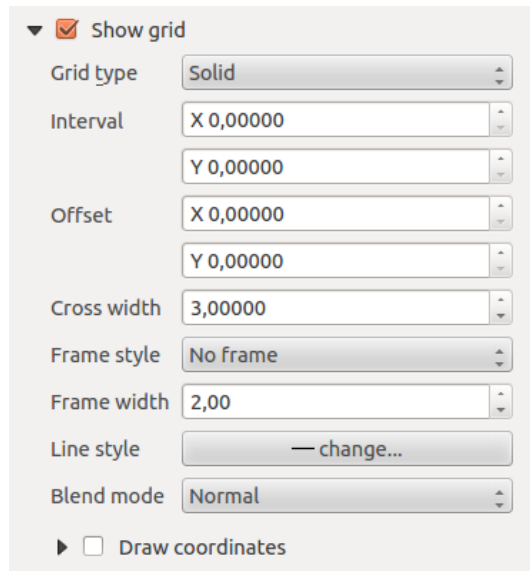 Show grid
Grid type Solid
Interval X 0,00000
Y 0,00000
Offset X 0,00000
Y 0,00000
Cross width 3,00000
Frame style No frame
Frame width 2,00
Line style — change...
Blend mode Normal
Draw coordinates